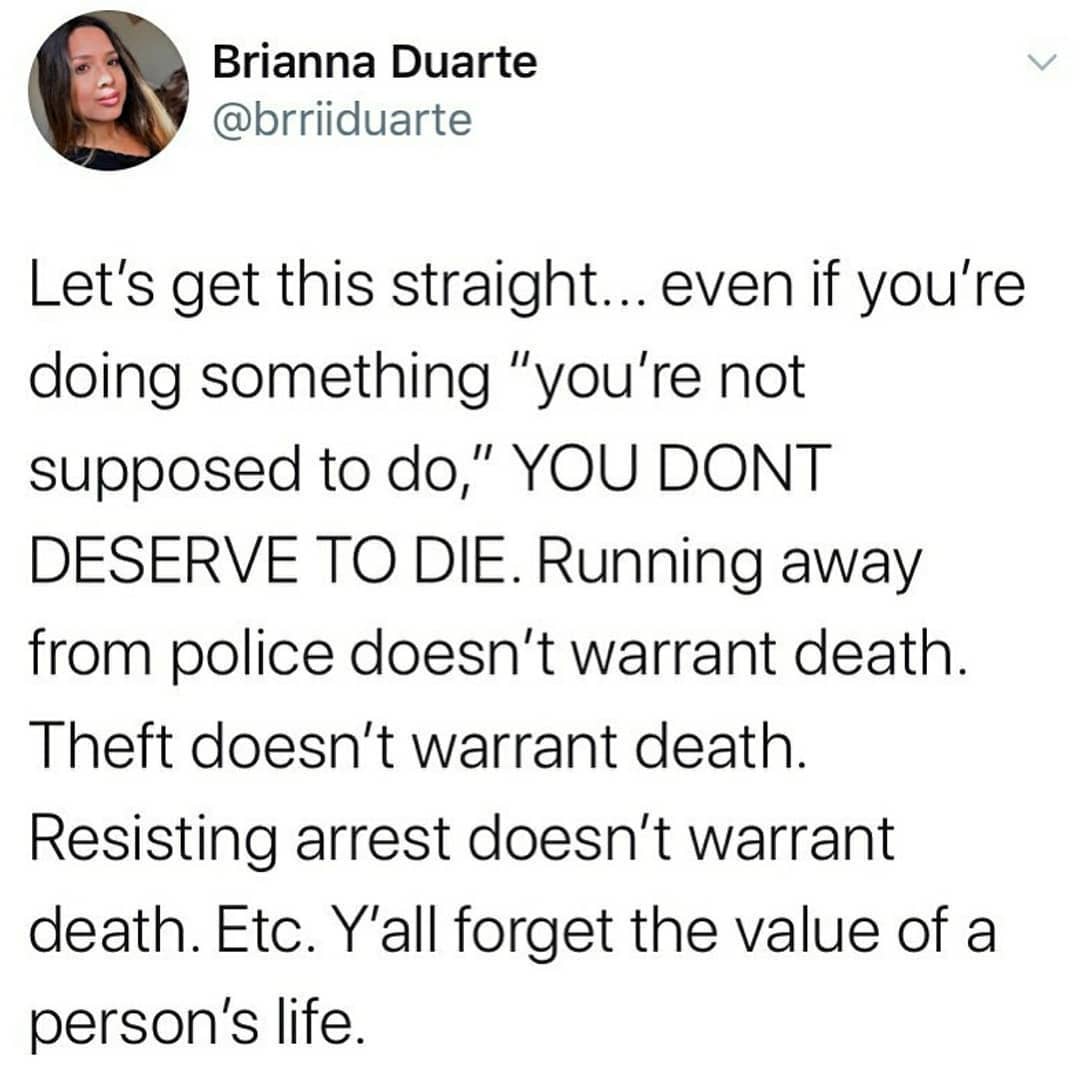 Brianna Duarte
@brriiduarte
Let's get this straight... even if you're
doing something "you're not
supposed to do," YOU DONT
DESERVE TO DIE. Running away
from police doesn't warrant death.
Theft doesn't warrant death.
Resisting arrest doesn't warrant
death. Etc. Y'all forget the value of a
person's life.